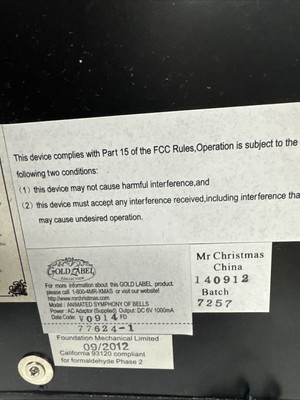 This device complies with Part 15 of the FCC Rules,Operation is subject to the
following two conditions:
(1) this device may not cause harmful interference,and
(2) this device must accept any interference received,including interference tha
may cause undesired operation.
GOLD LABEL
For more information about this GOLD LABEL product,
please call 1-800-4MR-XMAS or visit our website!
http://www.mrchristmas.com
Model : ANIMATED SYMPHONY OF BELLS
Power : AC Adaptor (Supplied) Output: DC 6V 1000mA
Date Code: V0914 FD
77624-1
Mr Christmas
China
140912
Batch
7257
Foundation Mechanical Limited
09/2012
California 93120 compliant
for formaldehyde Phase 2